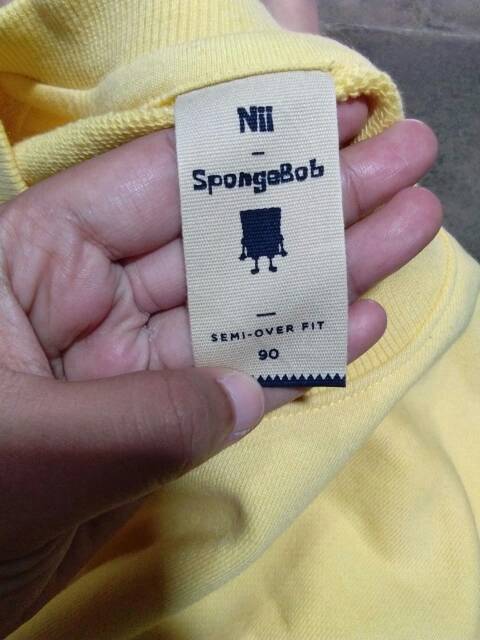 Nii
SpongeBob
SEMI-OVER FIT
90